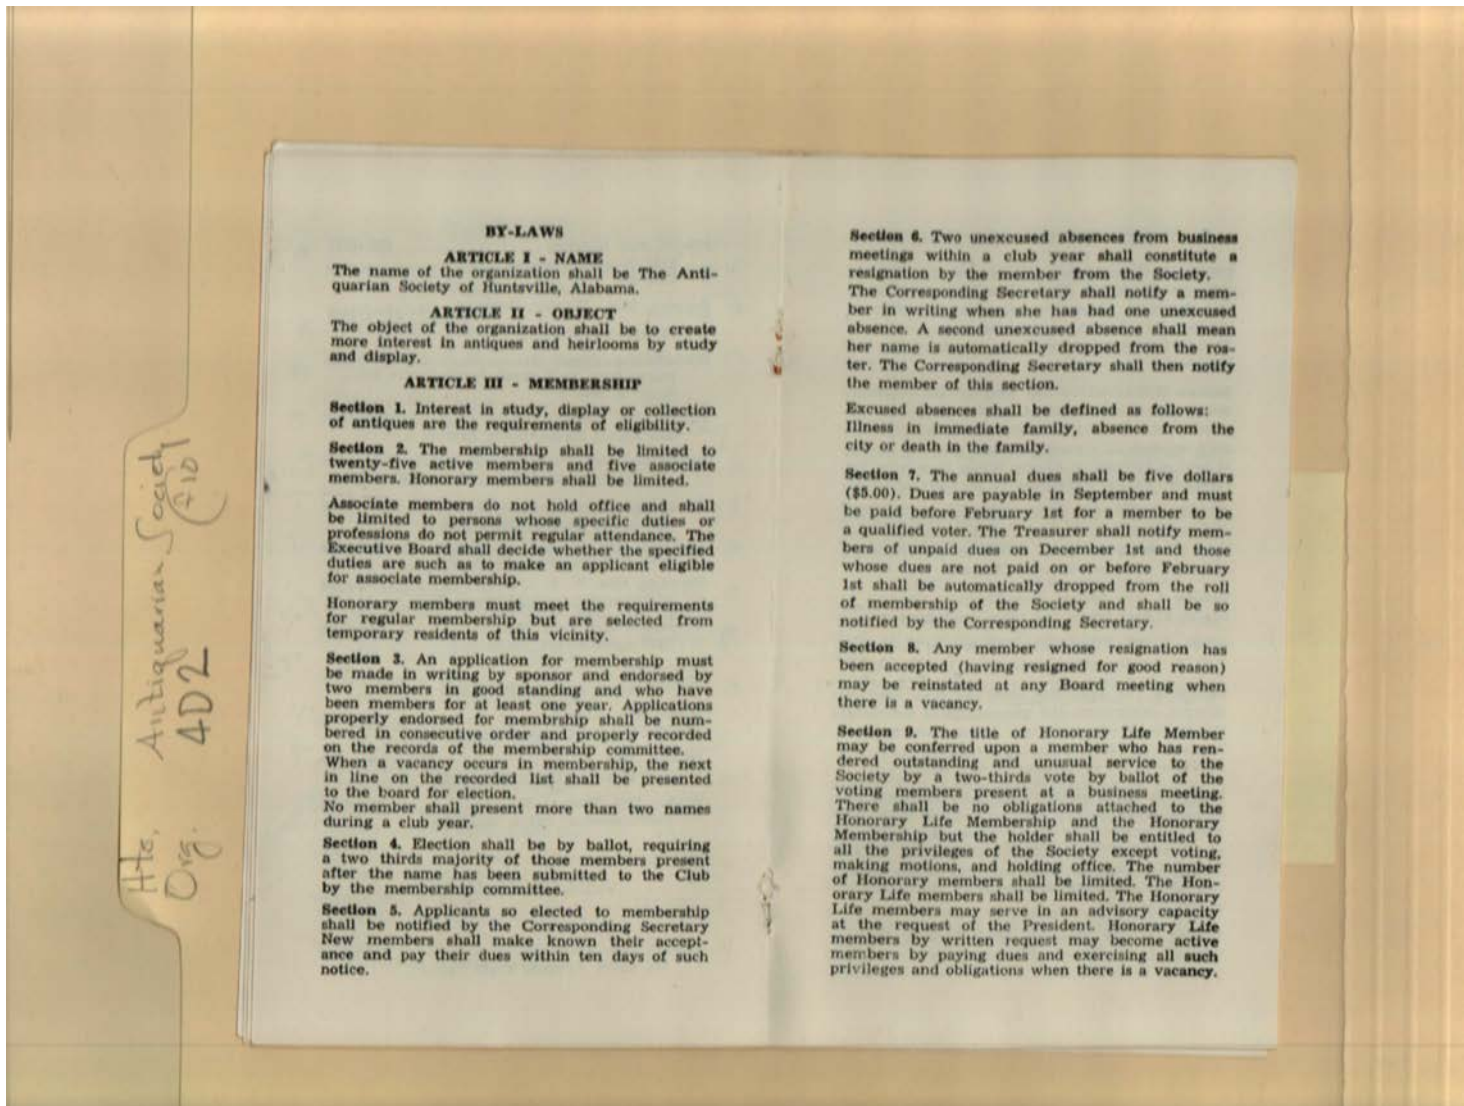 Hts. Antiquarian Society
Org. 4D2
BY-LAWS
ARTICLE I - NAME
The name of the organization shall be The Anti-
quarian Society of Huntsville, Alabama.
ARTICLE II - OBJECT
The object of the organization shall be to create
more interest in antiques and heirlooms by study
and display.
ARTICLE III - MEMBERSHIP
Section 1. Interest in study, display or collection
of antiques are the requirements of eligibility.
Section 2. The membership shall be limited to
twenty-five active members and five associate
members. Honorary members shall be limited.
Associate members do not hold office and shall
be limited to persons whose specific duties or
professions do not permit regular attendance. The
Executive Board shall decide whether the specified
duties are such as to make an applicant eligible
for associate membership.
Honorary members must meet the requirements
for regular membership but are selected from
temporary residents of this vicinity.
Section 3. An application for membership must
be made in writing by sponsor and endorsed by
two members in good standing and who have
been members for at least one year. Applications
properly endorsed for membrship shall be num-
bered in consecutive order and properly recorded
on the records of the membership committee.
When a vacancy occurs in membership, the next
in line on the recorded list shall be presented
to the board for election.
No member shall present more than two names
during a club year.
Section 4. Election shall be by ballot, requiring
a two thirds majority of those members present
after the name has been submitted to the Club
by the membership committee.
Section 5. Applicants so elected to membership
shall be notified by the Corresponding Secretary
New members shall make known their accept-
ance and pay their dues within ten days of such
notice.
Section 6. Two unexcused absences from business
meetings within a club year shall constitute a
resignation by the member from the Society.
The Corresponding Secretary shall notify a mem-
ber in writing when she has had one unexcused
absence. A second unexcused absence shall mean
her name is automatically dropped from the ros-
ter. The Corresponding Secretary shall then notify
the member of this section.
Excused absences shall be defined as follows:
Illness in immediate family, absence from the
city or death in the family.
Section 7. The annual dues shall be five dollars
($5.00). Dues are payable in September and must
be paid before February 1st for a member to be
a qualified voter. The Treasurer shall notify mem-
bers of unpaid dues on December 1st and those
whose dues are not paid on or before February
1st shall be automatically dropped from the roll
of membership of the Society and shall be so
notified by the Corresponding Secretary.
Section 8. Any member whose resignation has
been accepted (having resigned for good reason)
may be reinstated at any Board meeting when
there is a vacancy.
Section 9. The title of Honorary Life Member
may be conferred upon a member who has ren-
dered outstanding and unusual service to the
Society by a two-thirds vote by ballot of the
voting members present at a business meeting.
There shall be no obligations attached to the
Honorary Life Membership and the Honorary
Membership but the holder shall be entitled to
all the privileges of the Society except voting,
making motions, and holding office. The number
of Honorary members shall be limited. The Hon-
orary Life members shall be limited. The Honorary
Life members may serve in an advisory capacity
at the request of the President. Honorary Life
members by written request may become active
members by paying dues and exercising all such
privileges and obligations when there is a vacancy.